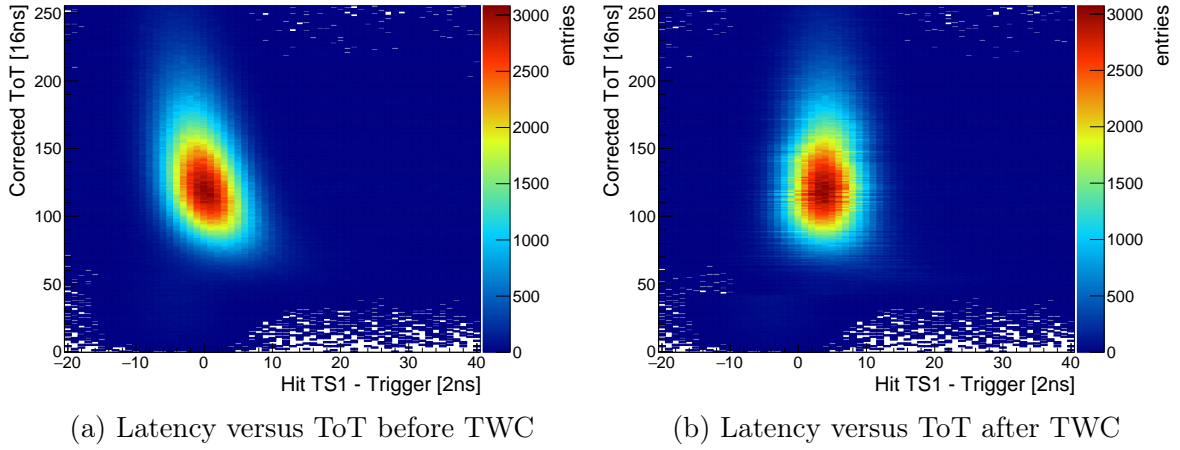 Corrected ToT [16ns]
250
200
150
100
50
0
−20 −10 0 10 20 30 40
Hit TS1 - Trigger [2ns]
3000
2500
2000
1500
1000
500
0
entries
(a) Latency versus ToT before TWC
Corrected ToT [16ns]
250
200
150
100
50
0
−20 −10 0 10 20 30 40
Hit TS1 - Trigger [2ns]
3000
2500
2000
1500
1000
500
0
entries
(b) Latency versus ToT after TWC